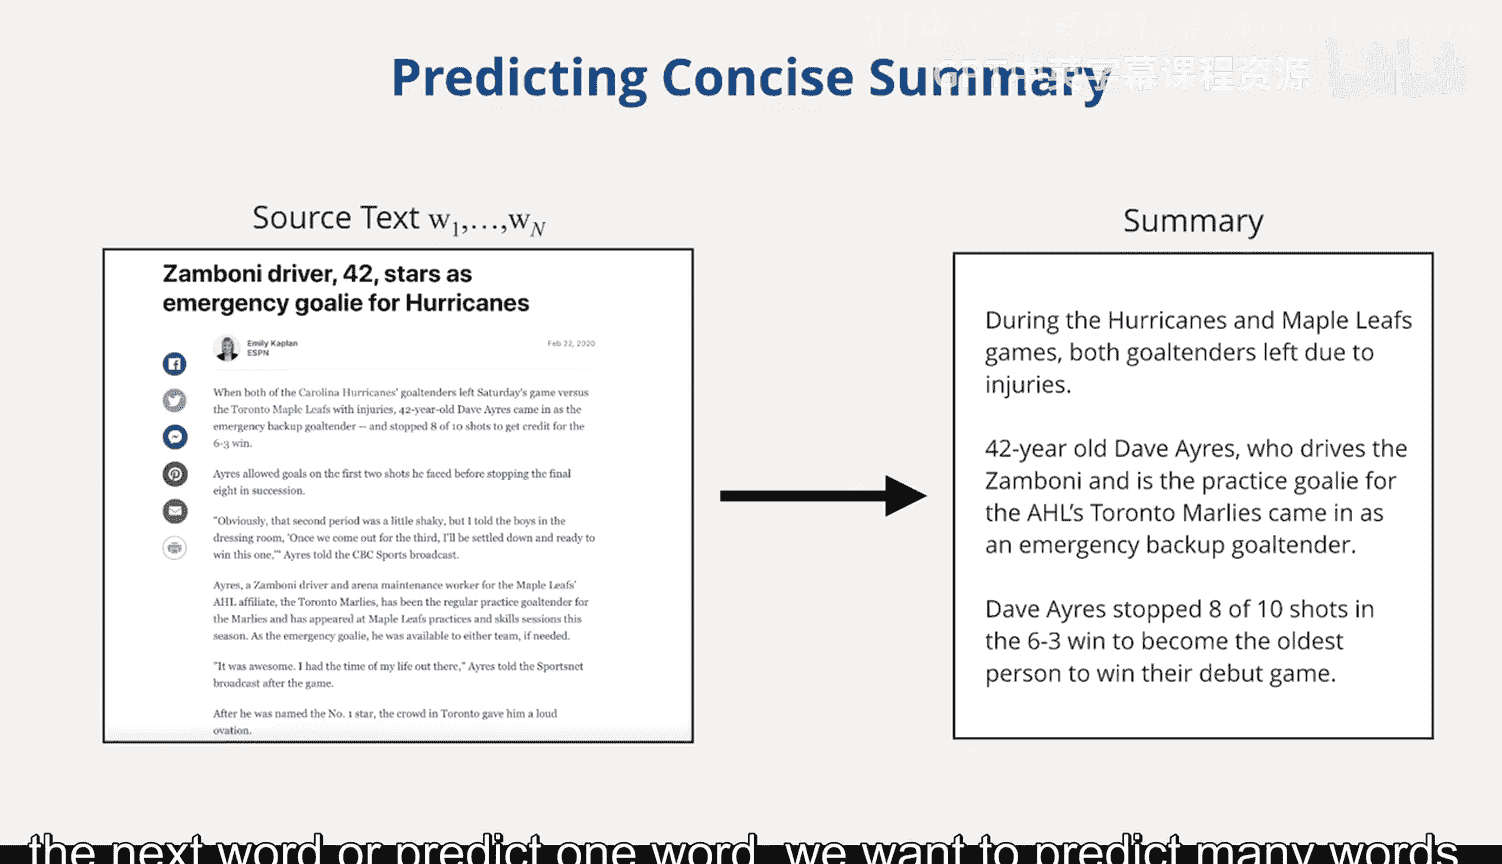 Predicting Concise Summary
Source Text w1,…,wN
Zamboni driver, 42, stars as
emergency goalie for Hurricanes
Emily Kaplan
ESPN
Feb 22, 2020
When both of the Carolina Hurricanes' goaltenders left Saturday's game versus
the Toronto Maple Leafs with injuries, 42-year-old Dave Ayres came in as the
emergency backup goaltender -- and stopped 8 of 10 shots to get credit for the
6-3 win.
Ayres allowed goals on the first two shots he faced before stopping the final
eight in succession.
"Obviously, that second period was a little shaky, but I told the boys in the
dressing room, 'Once we come out for the third, I'll be settled down and ready to
win this one,'" Ayres told the CBC Sports broadcast.
Ayres, a Zamboni driver and arena maintenance worker for the Maple Leafs'
AHL affiliate, the Toronto Marlies, has been the regular practice goaltender for
the Marlies and has appeared at Maple Leafs practices and skills sessions this
season. As the emergency goalie, he was available to either team, if needed.
"It was awesome. I had the time of my life out there," Ayres told the Sportsnet
broadcast after the game.
After he was named the No. 1 star, the crowd in Toronto gave him a loud
ovation.
Summary
During the Hurricanes and Maple Leafs
games, both goaltenders left due to
injuries.
42-year old Dave Ayres, who drives the
Zamboni and is the practice goalie for
the AHL's Toronto Marlies came in as
an emergency backup goaltender.
Dave Ayres stopped 8 of 10 shots in
the 6-3 win to become the oldest
person to win their debut game.
the next word or predict one word, we want to predict many words